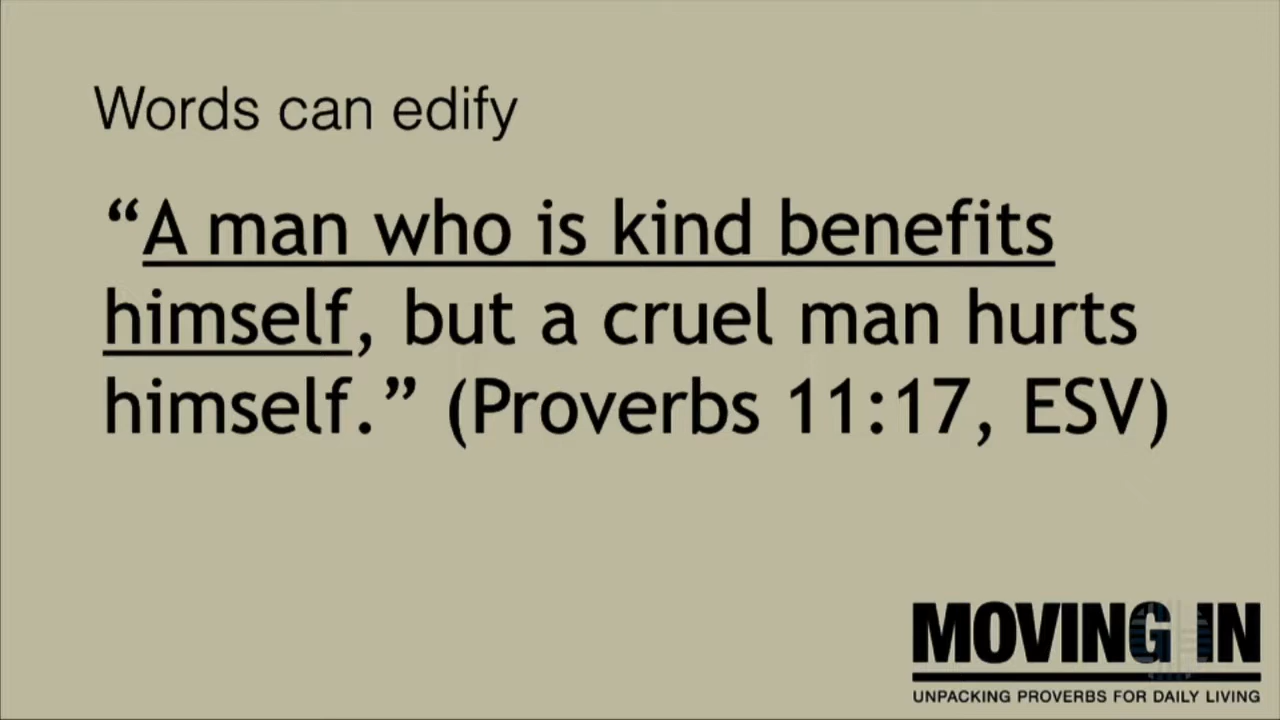 Words can edify
“A man who is kind benefits
himself, but a cruel man hurts
himself.” (Proverbs 11:17, ESV)
MOVING IN
UNPACKING PROVERBS FOR DAILY LIVING